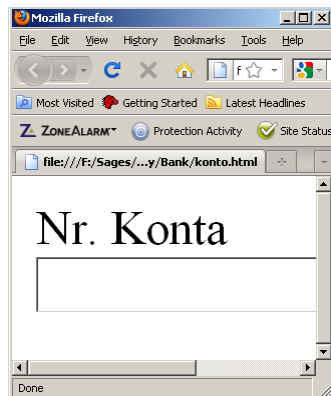 Mozilla Firefox
File Edit View History Bookmarks Tools Help
f
Most Visited Getting Started Latest Headlines
ZONEALARM Protection Activity Site Status
file:///F:/Sages/...y/Bank/konto.html
Nr. Konta
Done